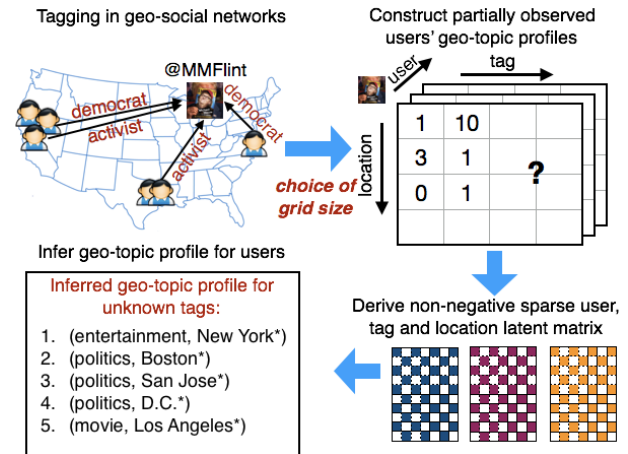 Tagging in geo-social networks
@MMFlint
democrat
activist
democrat
activist
choice of
grid size
Construct partially observed
users' geo-topic profiles
user
tag
location
1 10
3 1
0 1
?
Derive non-negative sparse user,
tag and location latent matrix
Infer geo-topic profile for users
Inferred geo-topic profile for
unknown tags:
1. (entertainment, New York*)
2. (politics, Boston*)
3. (politics, San Jose*)
4. (politics, D.C.*)
5. (movie, Los Angeles*)